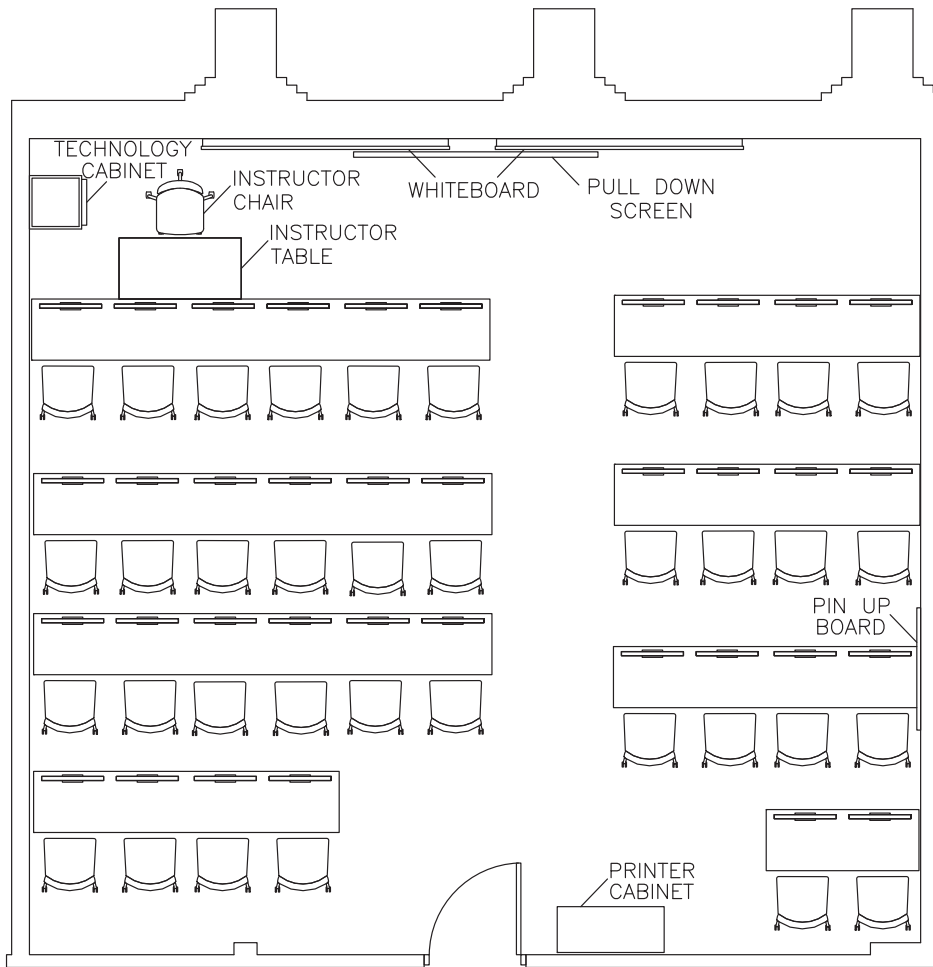 TECHNOLOGY
CABINET
INSTRUCTOR
CHAIR
WHITEBOARD
PULL DOWN
SCREEN
INSTRUCTOR
TABLE
PIN UP
BOARD
PRINTER
CABINET